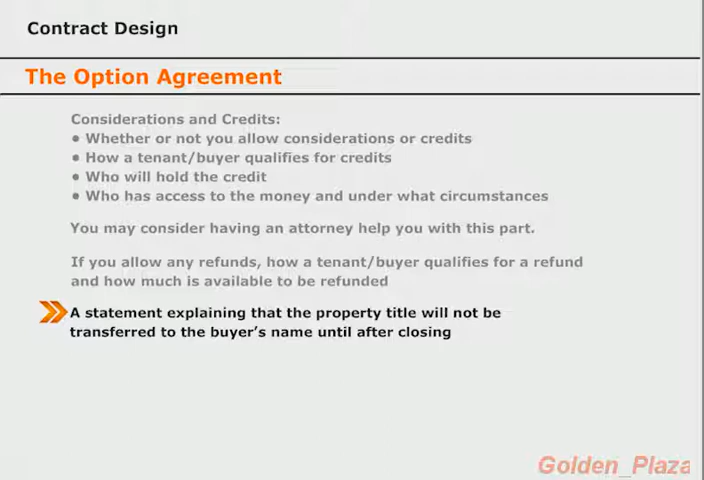 Contract Design
The Option Agreement
Considerations and Credits:
• Whether or not you allow considerations or credits
• How a tenant/buyer qualifies for credits
• Who will hold the credit
• Who has access to the money and under what circumstances
You may consider having an attorney help you with this part.
If you allow any refunds, how a tenant/buyer qualifies for a refund
and how much is available to be refunded
A statement explaining that the property title will not be
transferred to the buyer's name until after closing
Golden_Plaza